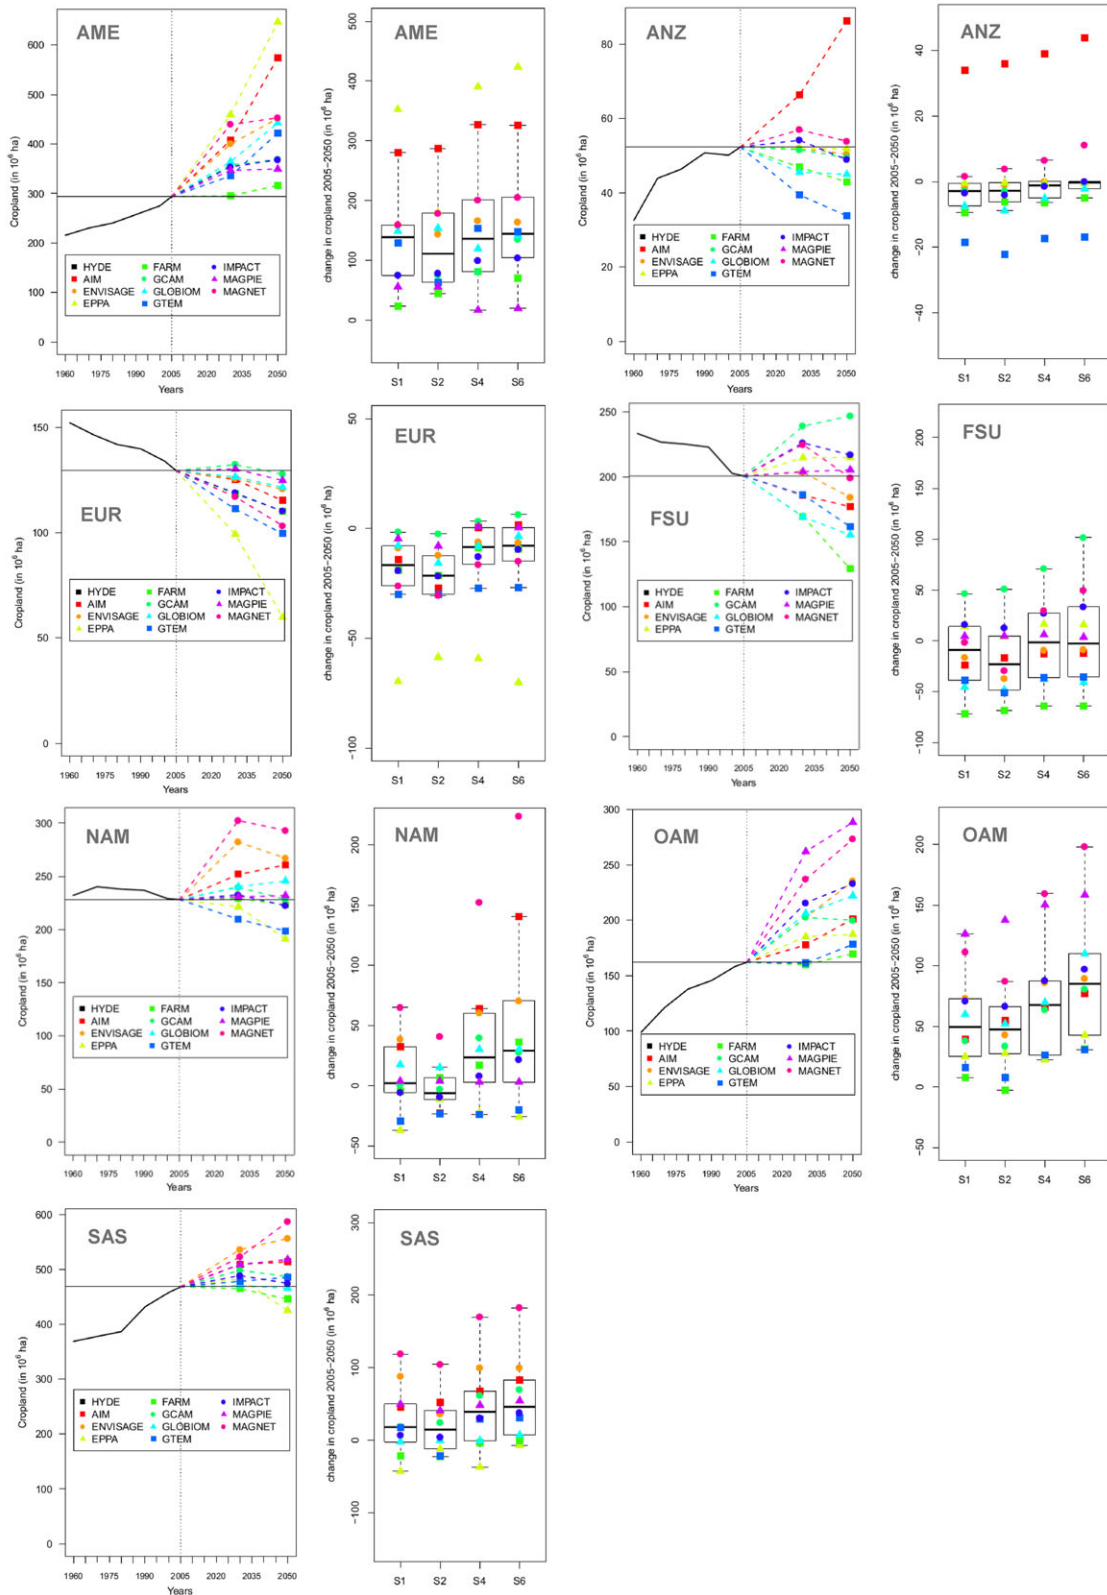 AME
Cropland (in 10⁶ ha)
600
500
400
300
200
100
0
HYDE FARM IMPACT
AIM GCAM MAGPIE
ENVISAGE GLOBIOM MAGNET
EPPA GTEM
1960 1975 1990 2005 2020 2035 2050
Years
AME
change in cropland 2005−2050 (in 10⁶ ha)
500
400
300
200
100
0
S1 S2 S4 S6
ANZ
Cropland (in 10⁶ ha)
80
60
40
20
0
HYDE FARM IMPACT
AIM GCAM MAGPIE
ENVISAGE GLOBIOM MAGNET
EPPA GTEM
1960 1975 1990 2005 2020 2035 2050
Years
ANZ
change in cropland 2005−2050 (in 10⁶ ha)
40
20
0
−20
−40
S1 S2 S4 S6
EUR
Cropland (in 10⁶ ha)
150
100
50
0
HYDE FARM IMPACT
AIM GCAM MAGPIE
ENVISAGE GLOBIOM MAGNET
EPPA GTEM
1960 1975 1990 2005 2020 2035 2050
Years
EUR
change in cropland 2005−2050 (in 10⁶ ha)
50
0
−50
−100
S1 S2 S4 S6
FSU
Cropland (in 10⁶ ha)
250
200
150
100
50
0
HYDE FARM IMPACT
AIM GCAM MAGPIE
ENVISAGE GLOBIOM MAGNET
EPPA GTEM
1960 1975 1990 2005 2020 2035 2050
Years
FSU
change in cropland 2005−2050 (in 10⁶ ha)
200
150
100
50
0
−50
−100
S1 S2 S4 S6
NAM
Cropland (in 10⁶ ha)
300
250
200
150
100
50
0
HYDE FARM IMPACT
AIM GCAM MAGPIE
ENVISAGE GLOBIOM MAGNET
EPPA GTEM
1960 1975 1990 2005 2020 2035 2050
Years
NAM
change in cropland 2005−2050 (in 10⁶ ha)
200
150
100
50
0
−50
S1 S2 S4 S6
OAM
Cropland (in 10⁶ ha)
300
250
200
150
100
50
0
HYDE FARM IMPACT
AIM GCAM MAGPIE
ENVISAGE GLOBIOM MAGNET
EPPA GTEM
1960 1975 1990 2005 2020 2035 2050
Years
OAM
change in cropland 2005−2050 (in 10⁶ ha)
200
150
100
50
0
−50
S1 S2 S4 S6
SAS
Cropland (in 10⁶ ha)
600
500
400
300
200
100
0
HYDE FARM IMPACT
AIM GCAM MAGPIE
ENVISAGE GLOBIOM MAGNET
EPPA GTEM
1960 1975 1990 2005 2020 2035 2050
Years
SAS
change in cropland 2005−2050 (in 10⁶ ha)
300
200
100
0
−100
S1 S2 S4 S6